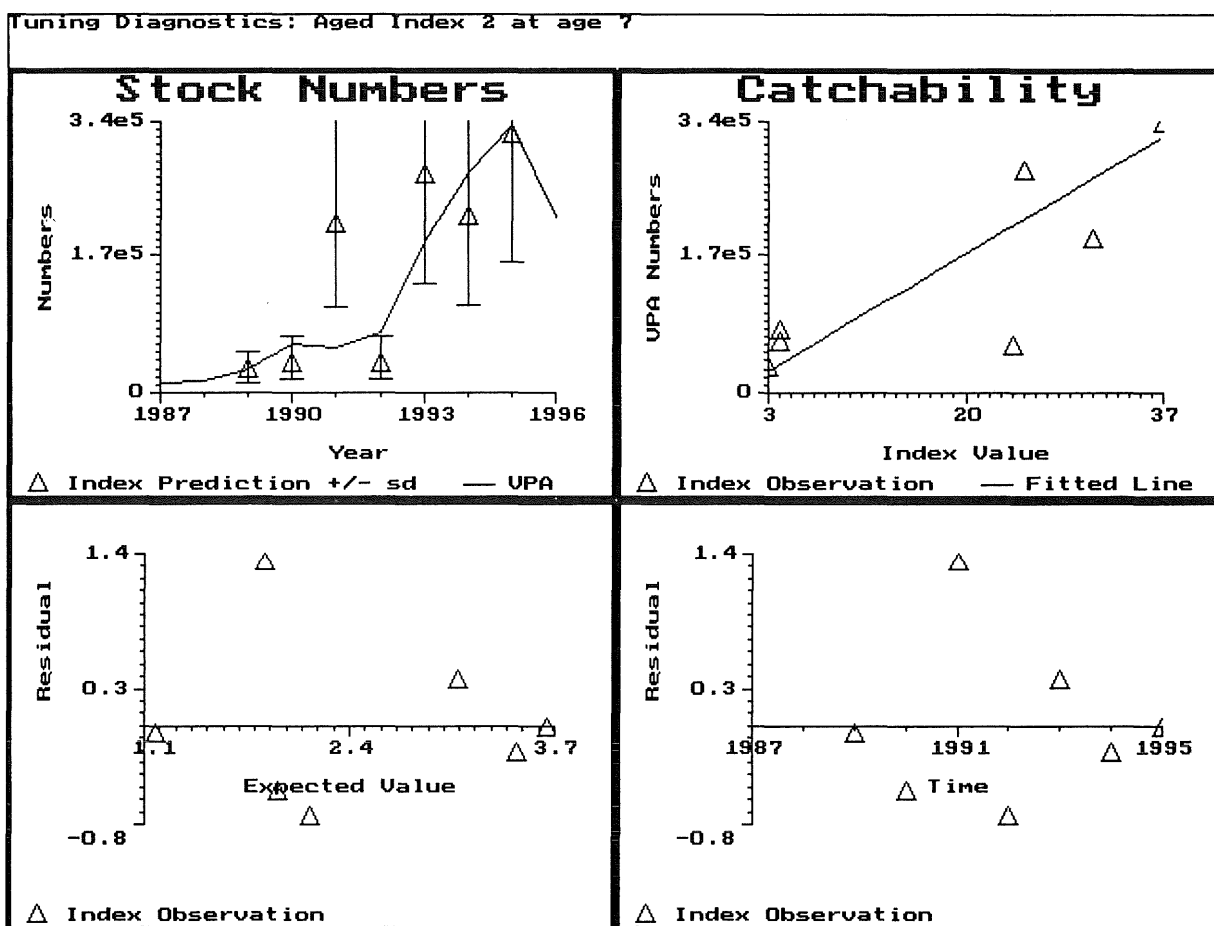 Tuning Diagnostics: Aged Index 2 at age 7
Stock Numbers
3.4e5
1.7e5
0
Numbers
1987 1990 1993 1996
Year
△ Index Prediction +/- sd — VPA
Catchability
3.4e5
1.7e5
0
VPA Numbers
3 20 37
Index Value
△ Index Observation — Fitted Line
1.4
0.3
-0.8
Residual
1.1 2.4 3.7
Expected Value
△ Index Observation
1.4
0.3
-0.8
Residual
1987 1991 1995
Time
△ Index Observation